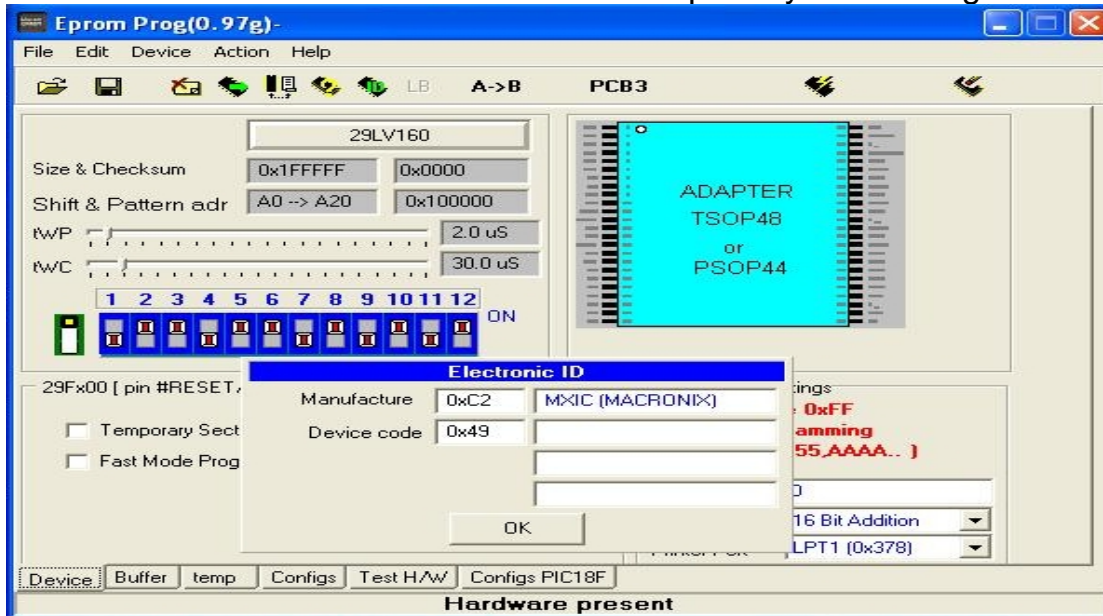 Eprom Prog(0.97g)-
File Edit Device Action Help
LB A->B PCB3
29LV160
Size & Checksum 0x1FFFFF 0x0000
Shift & Pattern adr A0 --> A20 0x100000
tWP 2.0 uS
tWC 30.0 uS
1 2 3 4 5 6 7 8 9 10 11 12
ON
ADAPTER
TSOP48
or
PSOP44
29Fx00 [ pin #RESET,
Temporary Sect
Fast Mode Prog
Electronic ID
Manufacture 0xC2 MXIC (MACRONIX)
Device code 0x49
OK
0xFF
55,AAAA.. )
16 Bit Addition
LPT1 (0x378)
Device Buffer temp Configs Test H/W Configs PIC18F
Hardware present